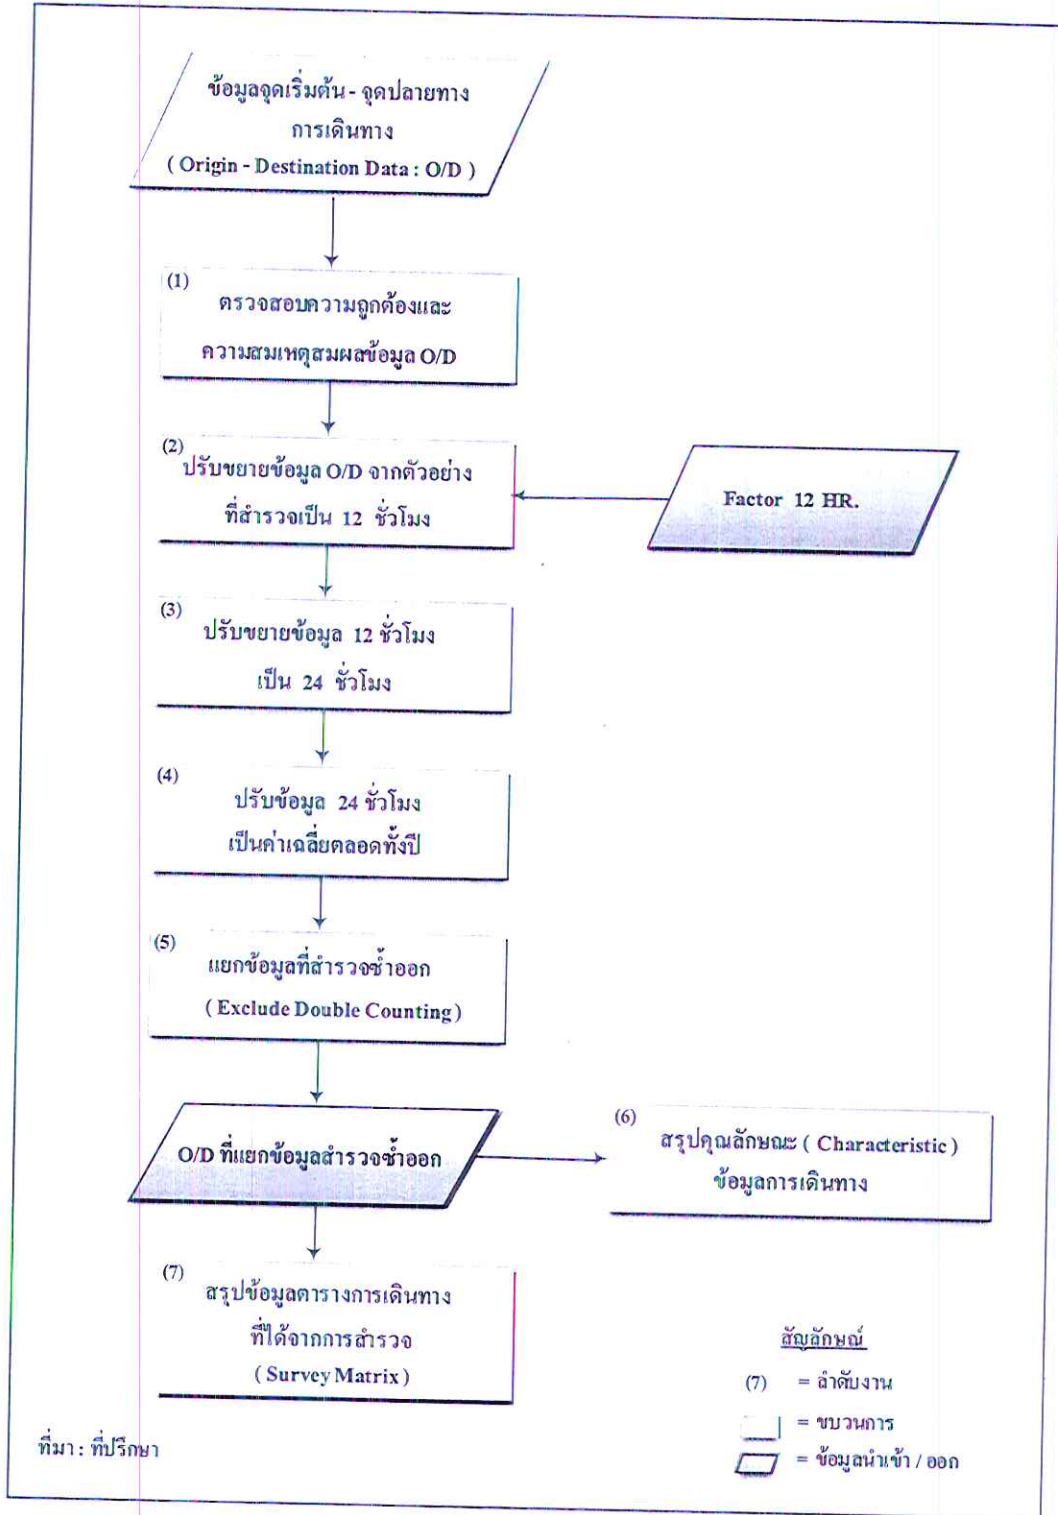 ข้อมูลจุดเริ่มต้น - จุดปลายทาง
การเดินทาง
( Origin - Destination Data : O/D )
(1)
ตรวจสอบความถูกต้องและ
ความสมเหตุสมผลข้อมูล O/D
(2)
ปรับขยายข้อมูล O/D จากตัวอย่าง
ที่สำรวจเป็น 12 ชั่วโมง
Factor 12 HR.
(3)
ปรับขยายข้อมูล 12 ชั่วโมง
เป็น 24 ชั่วโมง
(4)
ปรับข้อมูล 24 ชั่วโมง
เป็นค่าเฉลี่ยตลอดทั้งปี
(5)
แยกข้อมูลที่สำรวจซ้ำออก
( Exclude Double Counting )
O/D ที่แยกข้อมูลสำรวจซ้ำออก
(6)
สรุปคุณลักษณะ ( Characteristic )
ข้อมูลการเดินทาง
(7)
สรุปข้อมูลตารางการเดินทาง
ที่ได้จากการสำรวจ
( Survey Matrix )
สัญลักษณ์
(7) = ลำดับงาน
= ขบวนการ
= ข้อมูลนำเข้า / ออก
ที่มา : ที่ปรึกษา